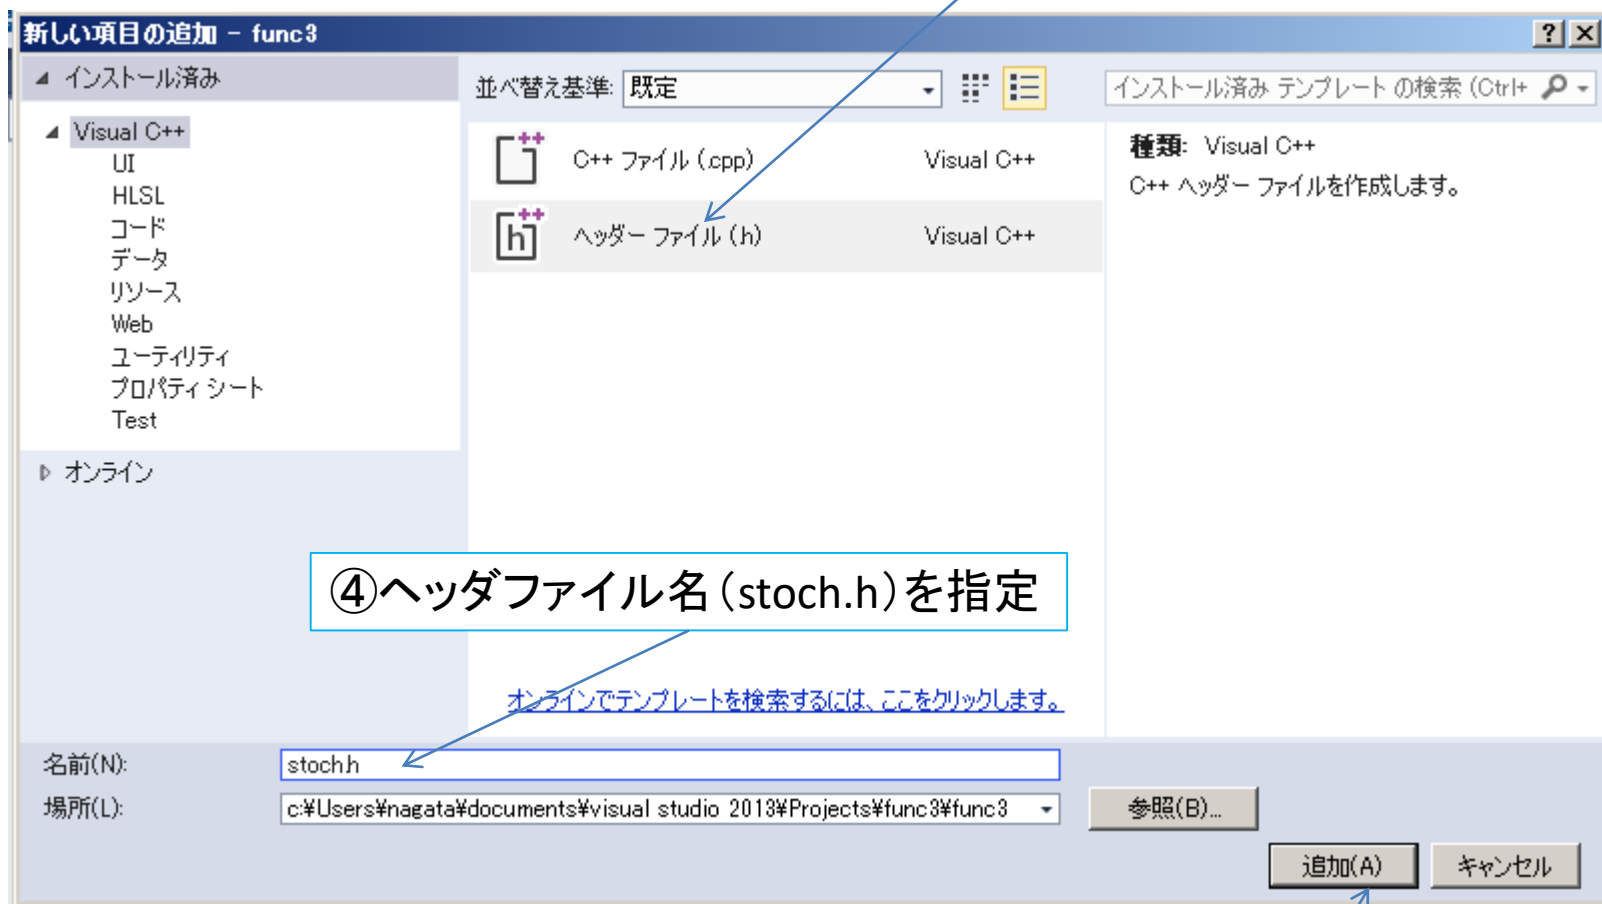 新しい項目の追加 - func3
インストール済み
並べ替え基準: 既定
インストール済み テンプレート の検索 (Ctrl+
Visual C++
UI
HLSL
コード
データ
リソース
Web
ユーティリティ
プロパティ シート
Test
オンライン
C++ ファイル (.cpp) Visual C++
ヘッダー ファイル (h) Visual C++
種類: Visual C++
C++ ヘッダー ファイルを作成します。
④ヘッダファイル名(stoch.h)を指定
オンラインでテンプレートを検索するには、ここをクリックします。
名前(N): stoch.h
場所(L): c:¥Users¥nagata¥documents¥visual studio 2013¥Projects¥func3¥func3
参照(B)...
追加(A) キャンセル